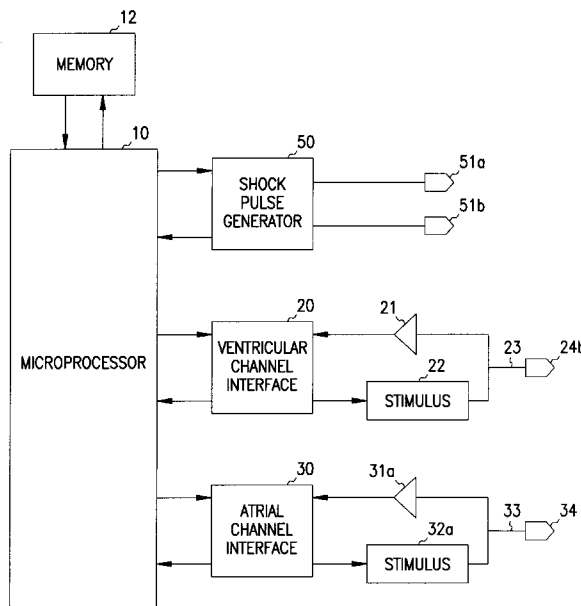 12
MEMORY
10
MICROPROCESSOR
50
SHOCK
PULSE
GENERATOR
51a
51b
20
VENTRICULAR
CHANNEL
INTERFACE
21
22
STIMULUS
23
24b
30
ATRIAL
CHANNEL
INTERFACE
31a
32a
STIMULUS
33
34